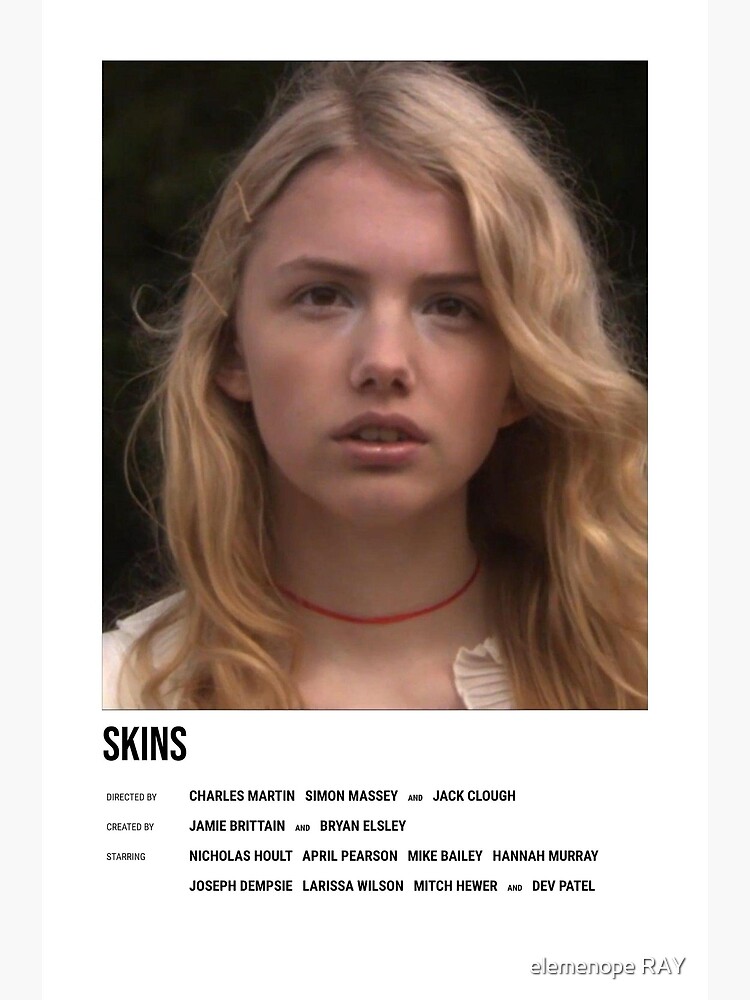 SKINS
DIRECTED BY CHARLES MARTIN SIMON MASSEY AND JACK CLOUGH
CREATED BY JAMIE BRITTAIN AND BRYAN ELSLEY
STARRING NICHOLAS HOULT APRIL PEARSON MIKE BAILEY HANNAH MURRAY
JOSEPH DEMPSIE LARISSA WILSON MITCH HEWER AND DEV PATEL
elemenope RAY